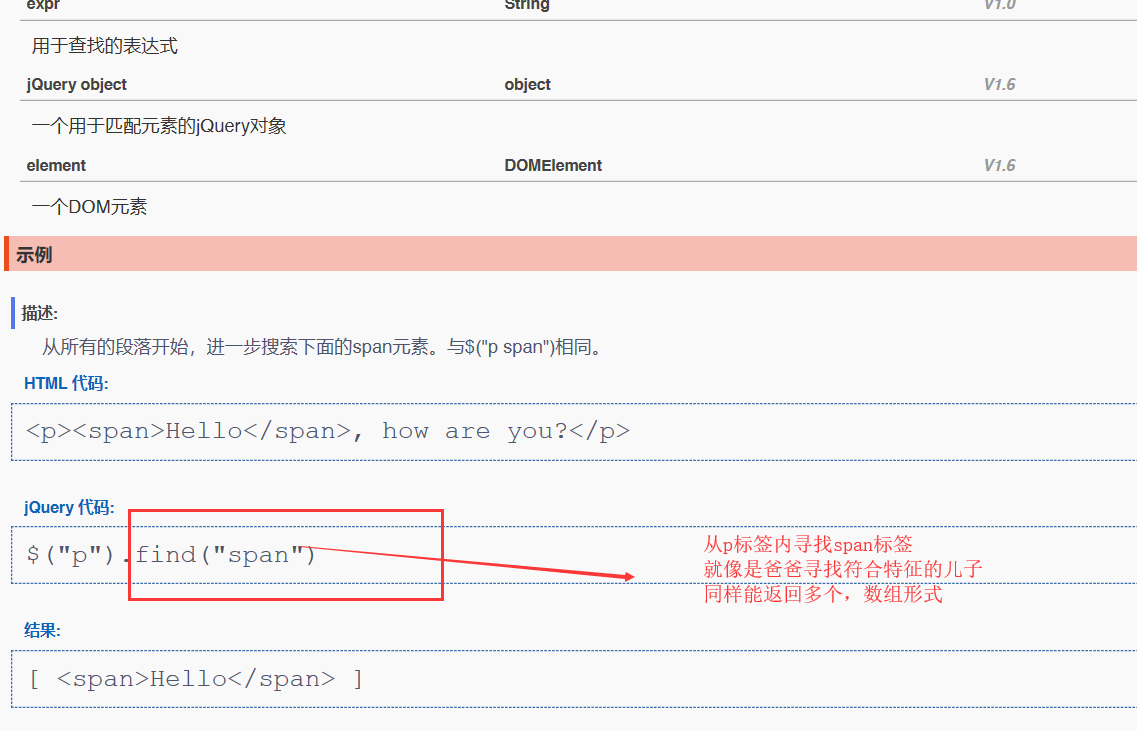 expr String V1.0
用于查找的表达式
jQuery object object V1.6
一个用于匹配元素的jQuery对象
element DOMElement V1.6
一个DOM元素
示例
描述:
从所有的段落开始，进一步搜索下面的span元素。与$("p span")相同。
HTML 代码:
<p><span>Hello</span>, how are you?</p>
jQuery 代码:
$("p").find("span")
从p标签内寻找span标签
就像是爸爸寻找符合特征的儿子
同样能返回多个，数组形式
结果:
[ <span>Hello</span> ]